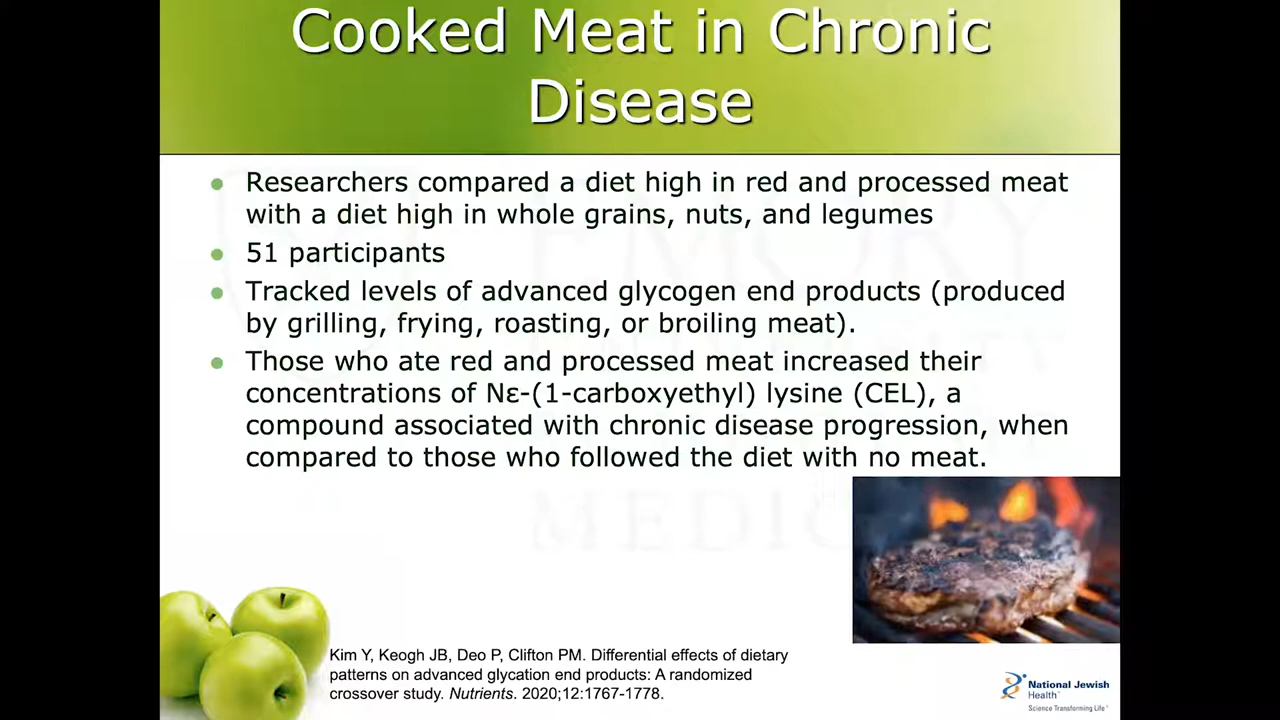 Cooked Meat in Chronic
Disease
Researchers compared a diet high in red and processed meat
with a diet high in whole grains, nuts, and legumes
51 participants
Tracked levels of advanced glycogen end products (produced
by grilling, frying, roasting, or broiling meat).
Those who ate red and processed meat increased their
concentrations of Nε-(1-carboxyethyl) lysine (CEL), a
compound associated with chronic disease progression, when
compared to those who followed the diet with no meat.
EMORY
UNIVERSITY
MEDIC
Kim Y, Keogh JB, Deo P, Clifton PM. Differential effects of dietary
patterns on advanced glycation end products: A randomized
crossover study. Nutrients. 2020;12:1767-1778.
National Jewish
Health™
Science Transforming Life®